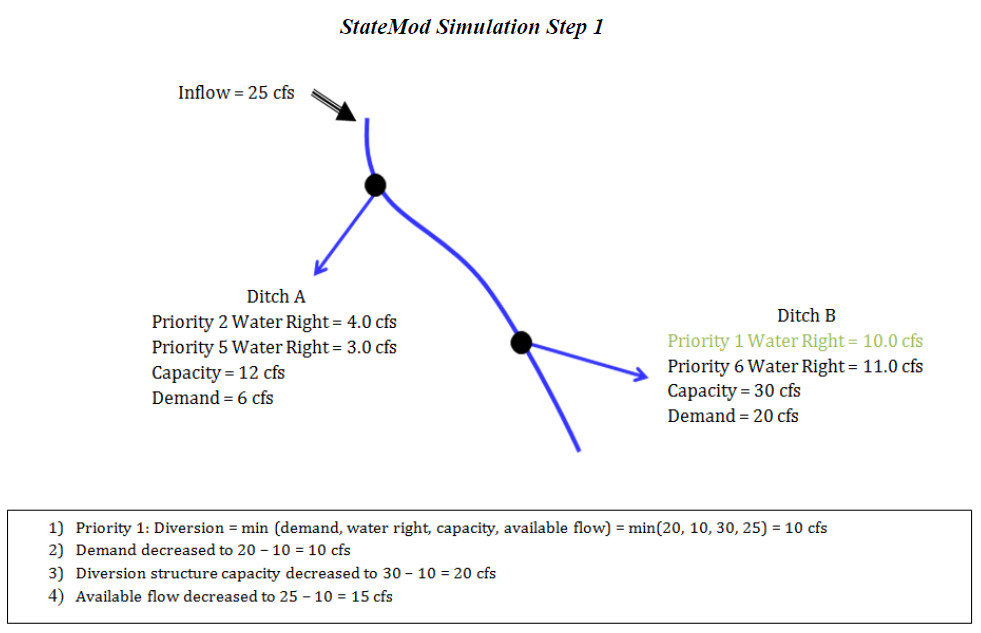 StateMod Simulation Step 1
Inflow = 25 cfs
Ditch A
Priority 2 Water Right = 4.0 cfs
Priority 5 Water Right = 3.0 cfs
Capacity = 12 cfs
Demand = 6 cfs
Ditch B
Priority 1 Water Right = 10.0 cfs
Priority 6 Water Right = 11.0 cfs
Capacity = 30 cfs
Demand = 20 cfs
1) Priority 1: Diversion = min (demand, water right, capacity, available flow) = min(20, 10, 30, 25) = 10 cfs
2) Demand decreased to 20 – 10 = 10 cfs
3) Diversion structure capacity decreased to 30 – 10 = 20 cfs
4) Available flow decreased to 25 – 10 = 15 cfs